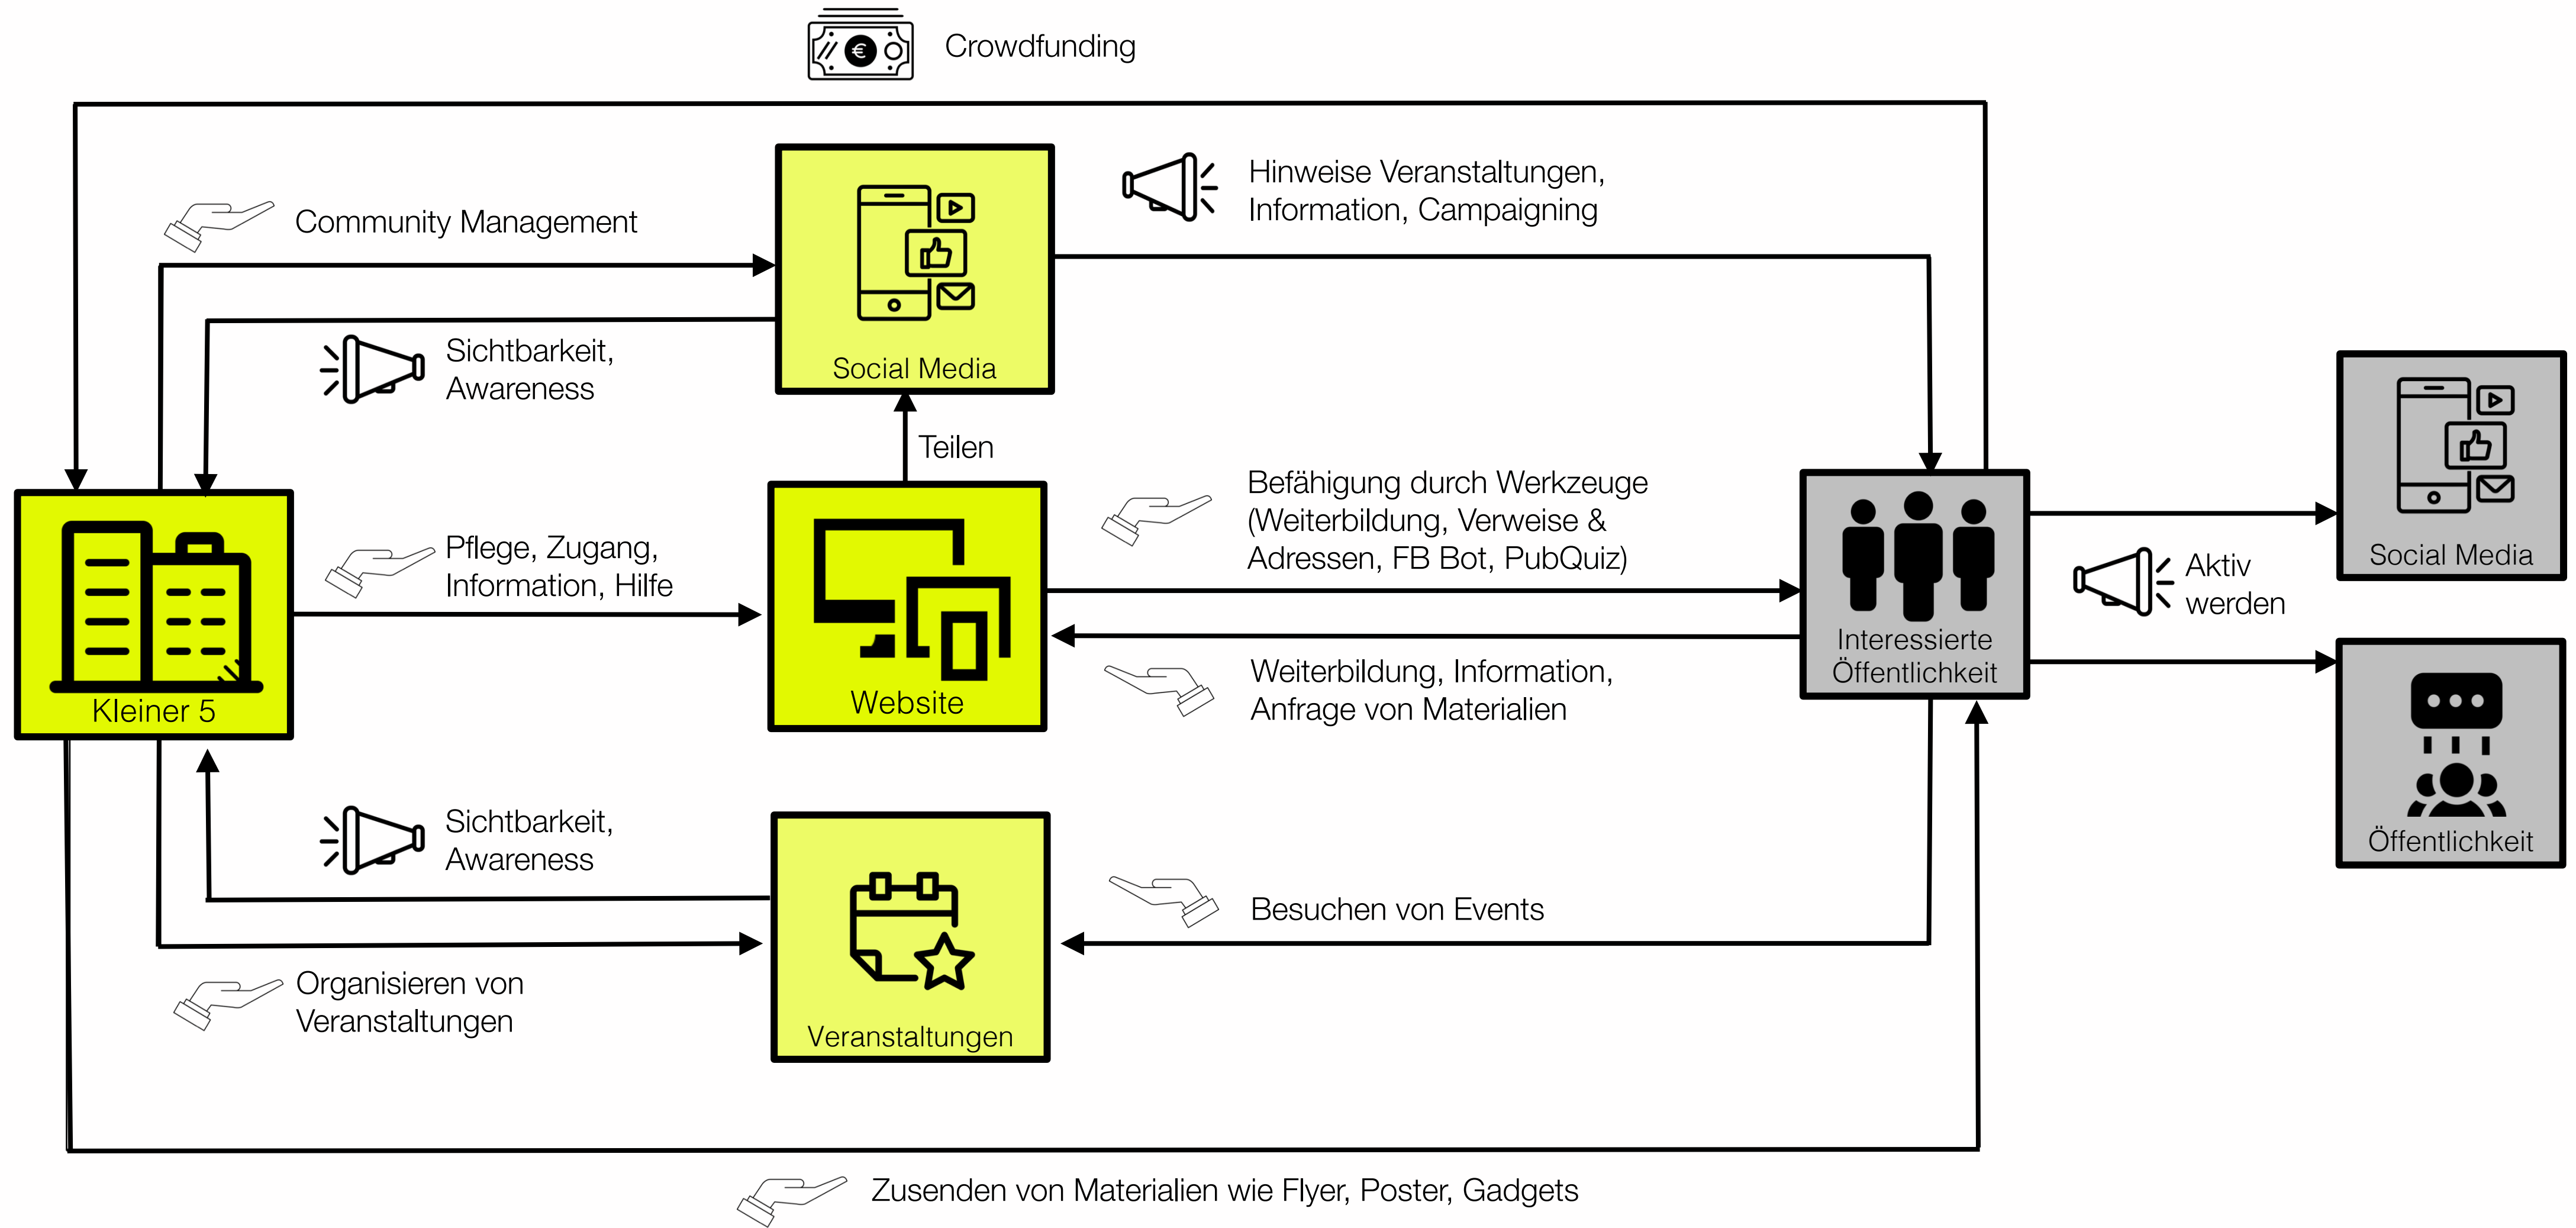 Crowdfunding
Hinweise Veranstaltungen,
Information, Campaigning
Community Management
Sichtbarkeit,
Awareness
Social Media
Teilen
Befähigung durch Werkzeuge
(Weiterbildung, Verweise &
Adressen, FB Bot, PubQuiz)
Pflege, Zugang,
Information, Hilfe
Kleiner 5
Website
Weiterbildung, Information,
Anfrage von Materialien
Interessierte
Öffentlichkeit
Aktiv
werden
Social Media
Öffentlichkeit
Sichtbarkeit,
Awareness
Besuchen von Events
Organisieren von
Veranstaltungen
Veranstaltungen
Zusenden von Materialien wie Flyer, Poster, Gadgets